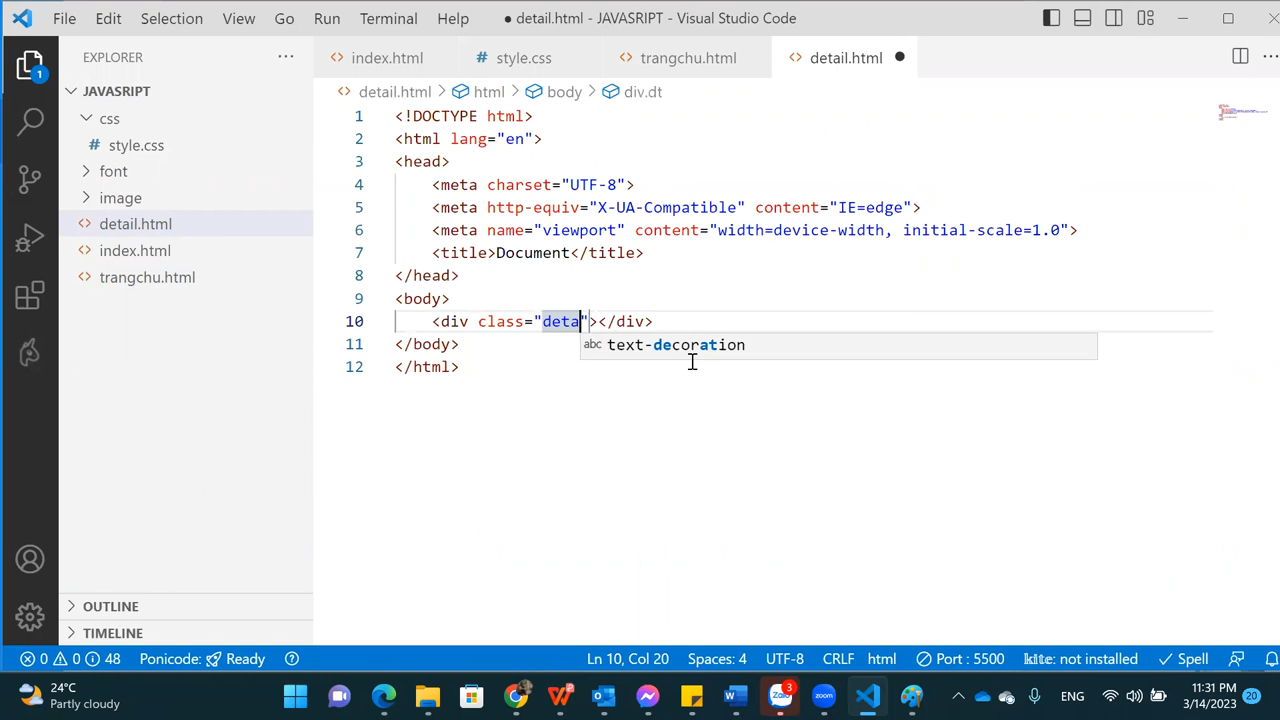 File Edit Selection View Go Run Terminal Help ● detail.html - JAVASRIPT - Visual Studio Code
EXPLORER ···
index.html # style.css trangchu.html detail.html ●
JAVASRIPT
detail.html > html > body > div.dt
css
# style.css
font
image
detail.html
index.html
trangchu.html
1 <!DOCTYPE html>
2 <html lang="en">
3 <head>
4 <meta charset="UTF-8">
5 <meta http-equiv="X-UA-Compatible" content="IE=edge">
6 <meta name="viewport" content="width=device-width, initial-scale=1.0">
7 <title>Document</title>
8 </head>
9 <body>
10 <div class="deta"></div>
abc text-decoration
11 </body>
12 </html>
1
OUTLINE
TIMELINE
0 0 48 Ponicode: Ready Ln 10, Col 20 Spaces: 4 UTF-8 CRLF html Port : 5500 kite: not installed Spell
24°C
Partly cloudy
Zalo
3
zoom
ENG
11:31 PM
3/14/2023
20